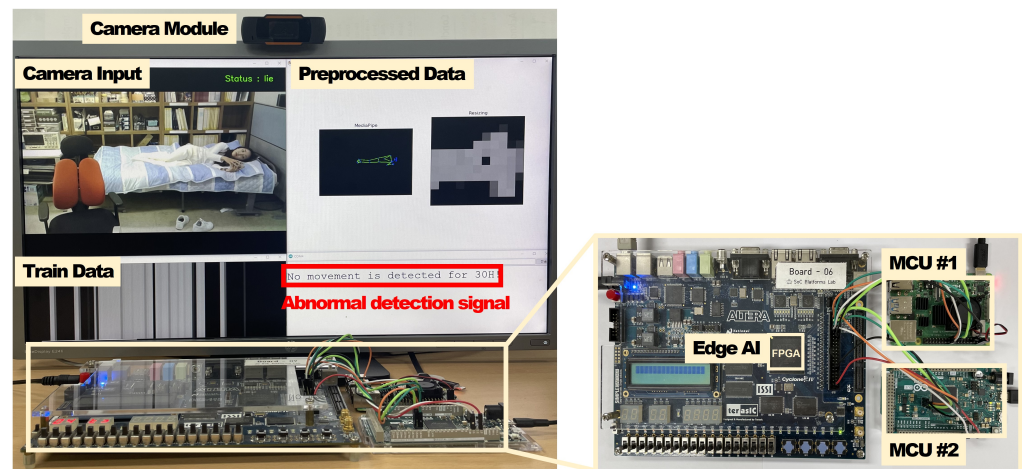 Camera Module
Camera Input
Status : lie
Preprocessed Data
MediaPipe
Resizing
Train Data
No movement is detected for 30H!
Abnormal detection signal
Board - 06
SoC Platforms Lab
MCU #1
ALTERA
Edge AI
FPGA
Cyclone II
ISSI
terasIC
MCU #2